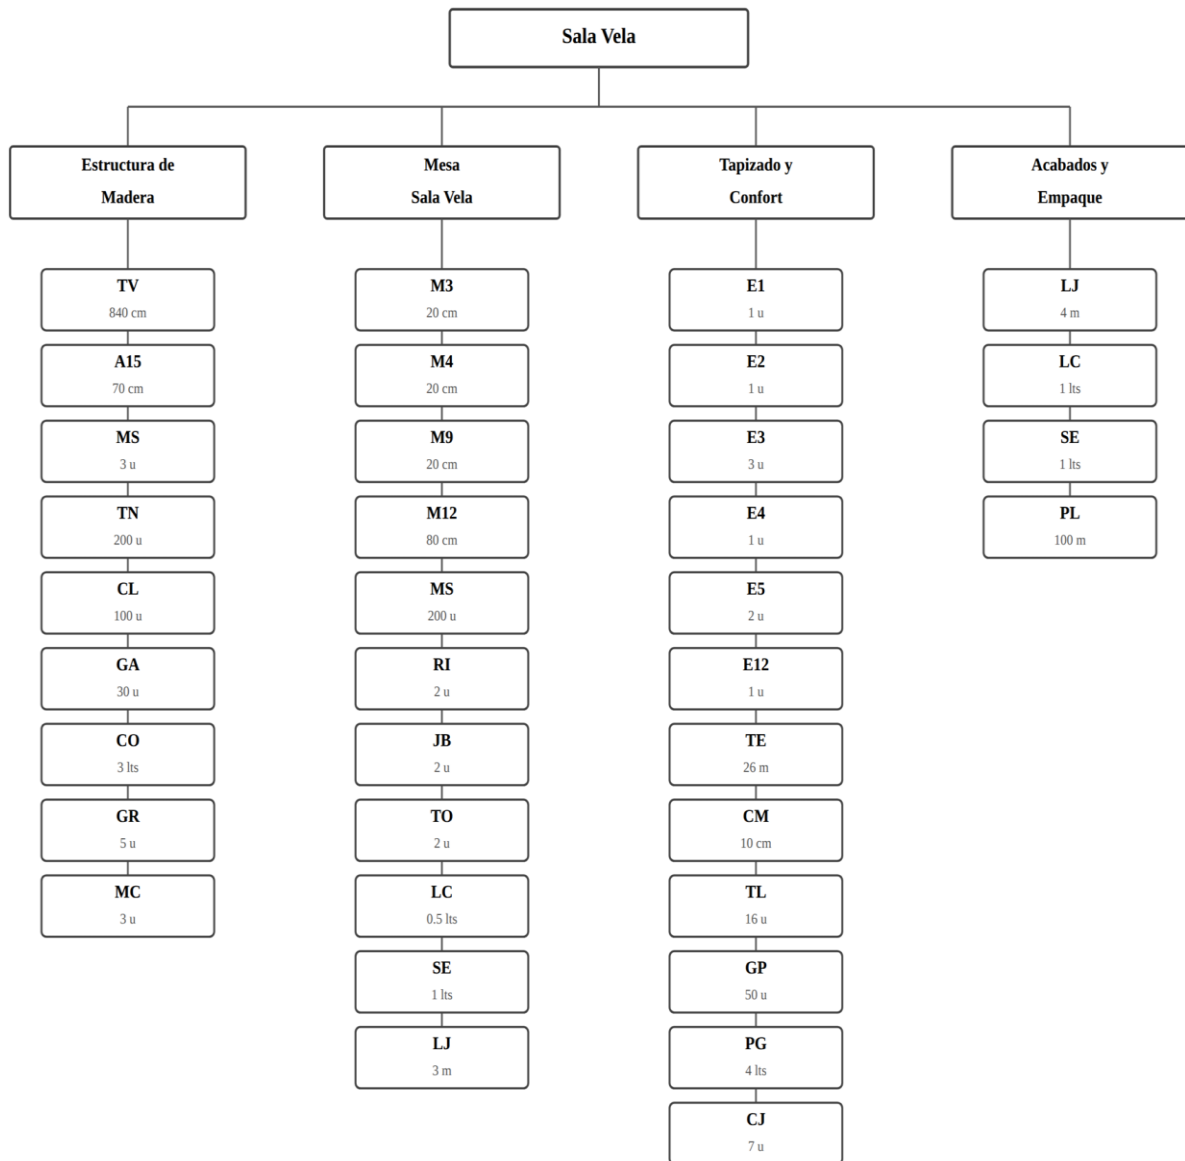 Sala Vela
Estructura de
Madera
TV
840 cm
A15
70 cm
MS
3 u
TN
200 u
CL
100 u
GA
30 u
CO
3 lts
GR
5 u
MC
3 u
Mesa
Sala Vela
M3
20 cm
M4
20 cm
M9
20 cm
M12
80 cm
MS
200 u
RI
2 u
JB
2 u
TO
2 u
LC
0.5 lts
SE
1 lts
LJ
3 m
Tapizado y
Confort
E1
1 u
E2
1 u
E3
3 u
E4
1 u
E5
2 u
E12
1 u
TE
26 m
CM
10 cm
TL
16 u
GP
50 u
PG
4 lts
CJ
7 u
Acabados y
Empaque
LJ
4 m
LC
1 lts
SE
1 lts
PL
100 m